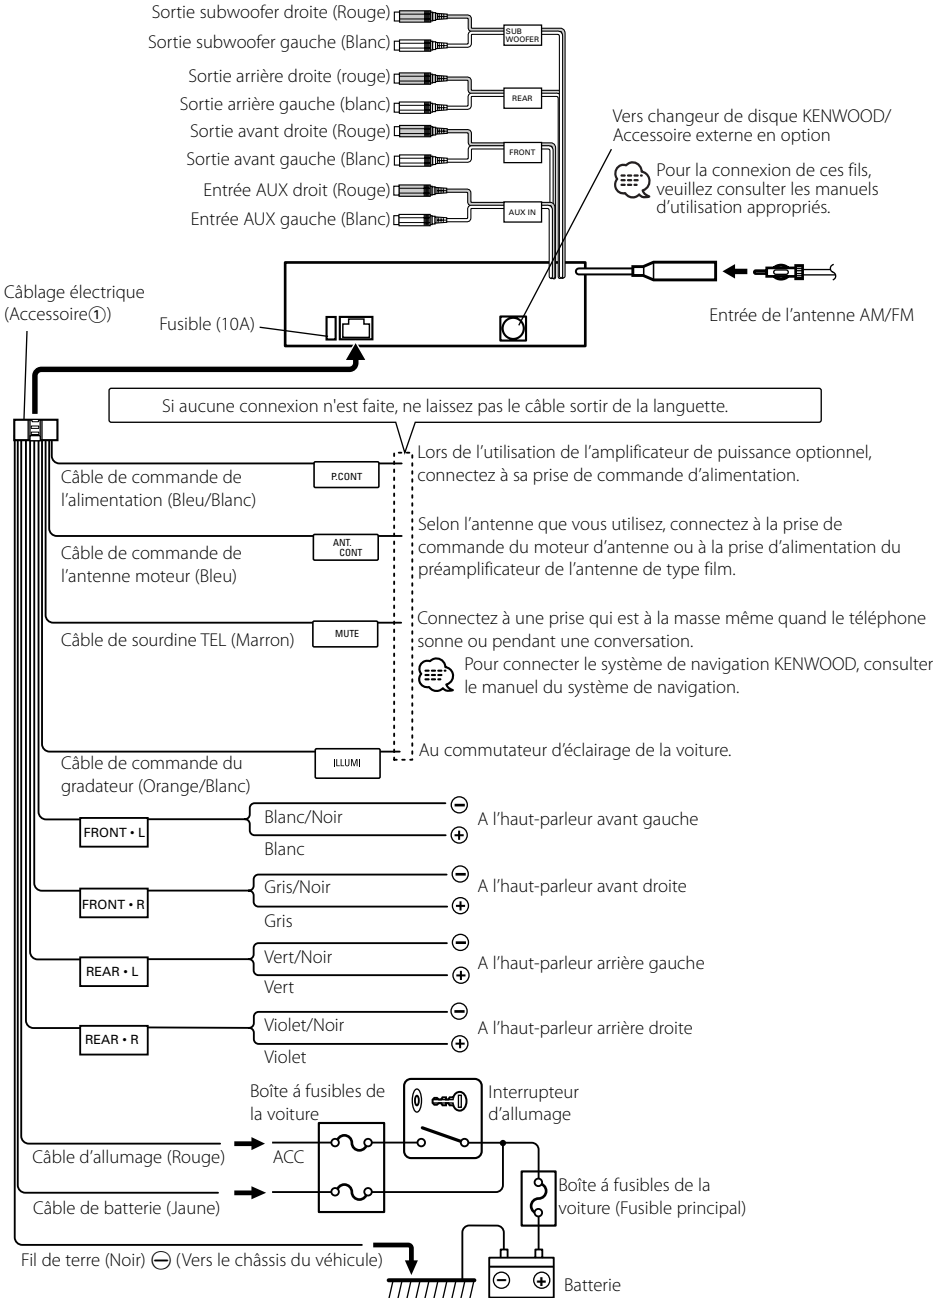 Sortie subwoofer droite (Rouge)
Sortie subwoofer gauche (Blanc)
SUB
WOOFER
Sortie arrière droite (rouge)
Sortie arrière gauche (blanc)
REAR
Sortie avant droite (Rouge)
Sortie avant gauche (Blanc)
FRONT
Entrée AUX droit (Rouge)
Entrée AUX gauche (Blanc)
AUX IN
Vers changeur de disque KENWOOD/
Accessoire externe en option
Pour la connexion de ces fils,
veuillez consulter les manuels
d'utilisation appropriés.
Câblage électrique
(Accessoire①)
Fusible (10A)
Entrée de l'antenne AM/FM
Si aucune connexion n'est faite, ne laissez pas le câble sortir de la languette.
Câble de commande de
l'alimentation (Bleu/Blanc)
P.CONT
Lors de l'utilisation de l'amplificateur de puissance optionnel,
connectez à sa prise de commande d'alimentation.
Câble de commande de
l'antenne moteur (Bleu)
ANT.
CONT
Selon l'antenne que vous utilisez, connectez à la prise de
commande du moteur d'antenne ou à la prise d'alimentation du
préamplificateur de l'antenne de type film.
Câble de sourdine TEL (Marron)
MUTE
Connectez à une prise qui est à la masse même quand le téléphone
sonne ou pendant une conversation.
Pour connecter le système de navigation KENWOOD, consulter
le manuel du système de navigation.
Câble de commande du
gradateur (Orange/Blanc)
ILLUMI
Au commutateur d'éclairage de la voiture.
FRONT • L
Blanc/Noir
⊖
Blanc
⊕
A l'haut-parleur avant gauche
FRONT • R
Gris/Noir
⊖
Gris
⊕
A l'haut-parleur avant droite
REAR • L
Vert/Noir
⊖
Vert
⊕
A l'haut-parleur arrière gauche
REAR • R
Violet/Noir
⊖
Violet
⊕
A l'haut-parleur arrière droite
Boîte á fusibles de
la voiture
Interrupteur
d'allumage
Câble d'allumage (Rouge)
ACC
Câble de batterie (Jaune)
Boîte á fusibles de la
voiture (Fusible principal)
Fil de terre (Noir) ⊖ (Vers le châssis du véhicule)
⊖ ⊕
Batterie